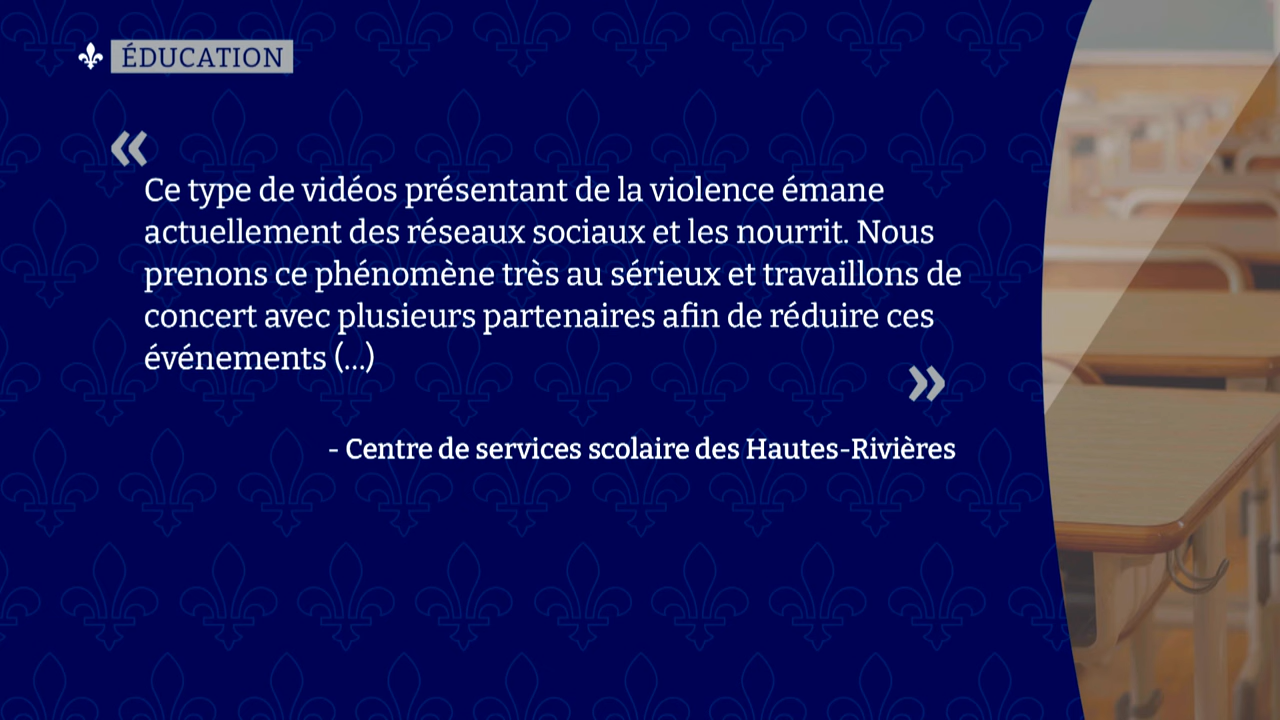 ÉDUCATION
«
Ce type de vidéos présentant de la violence émane
actuellement des réseaux sociaux et les nourrit. Nous
prenons ce phénomène très au sérieux et travaillons de
concert avec plusieurs partenaires afin de réduire ces
événements (...)
»
- Centre de services scolaire des Hautes-Rivières